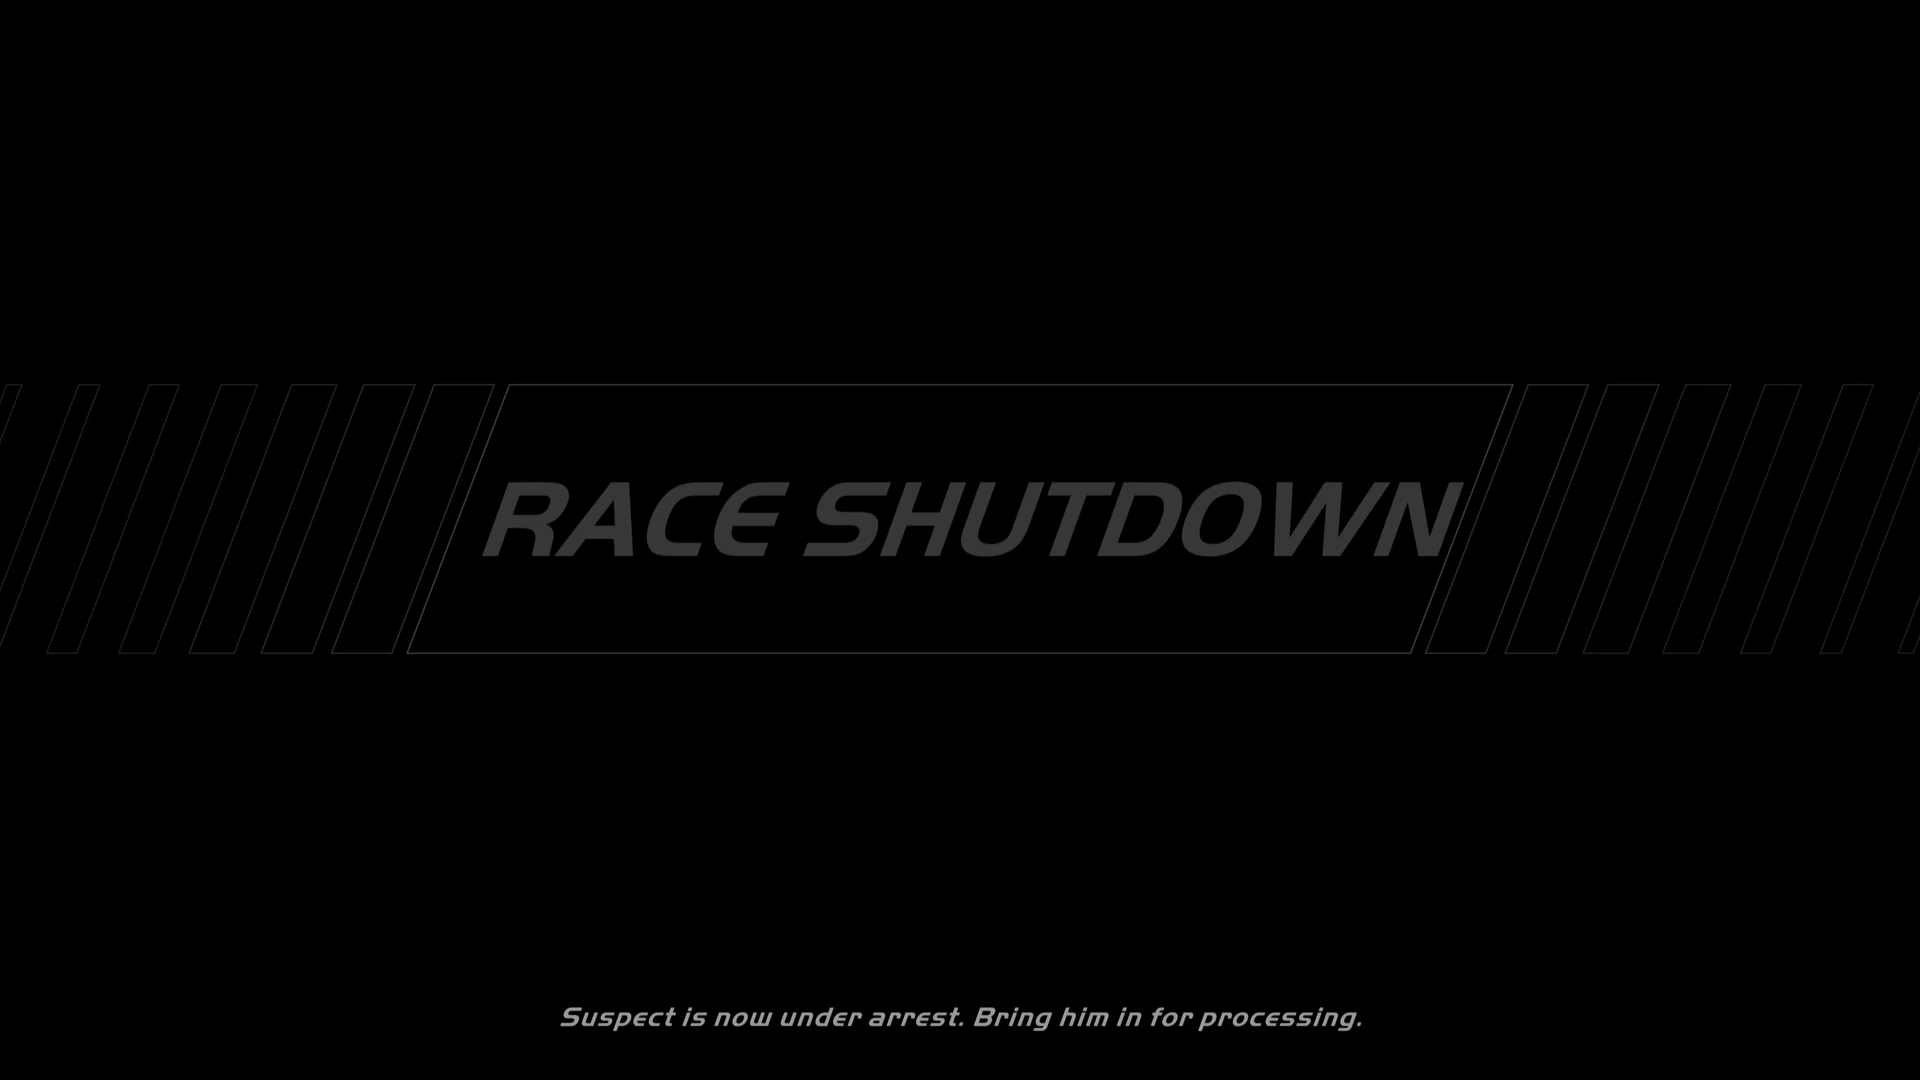 RACE SHUTDOWN
Suspect is now under arrest. Bring him in for processing.